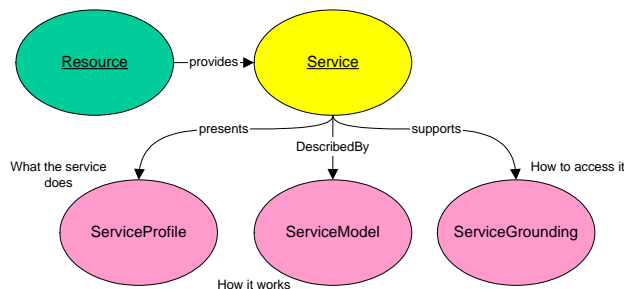 Resource
provides
Service
presents
supports
DescribedBy
What the service
does
How to access it
ServiceProfile
ServiceModel
ServiceGrounding
How it works